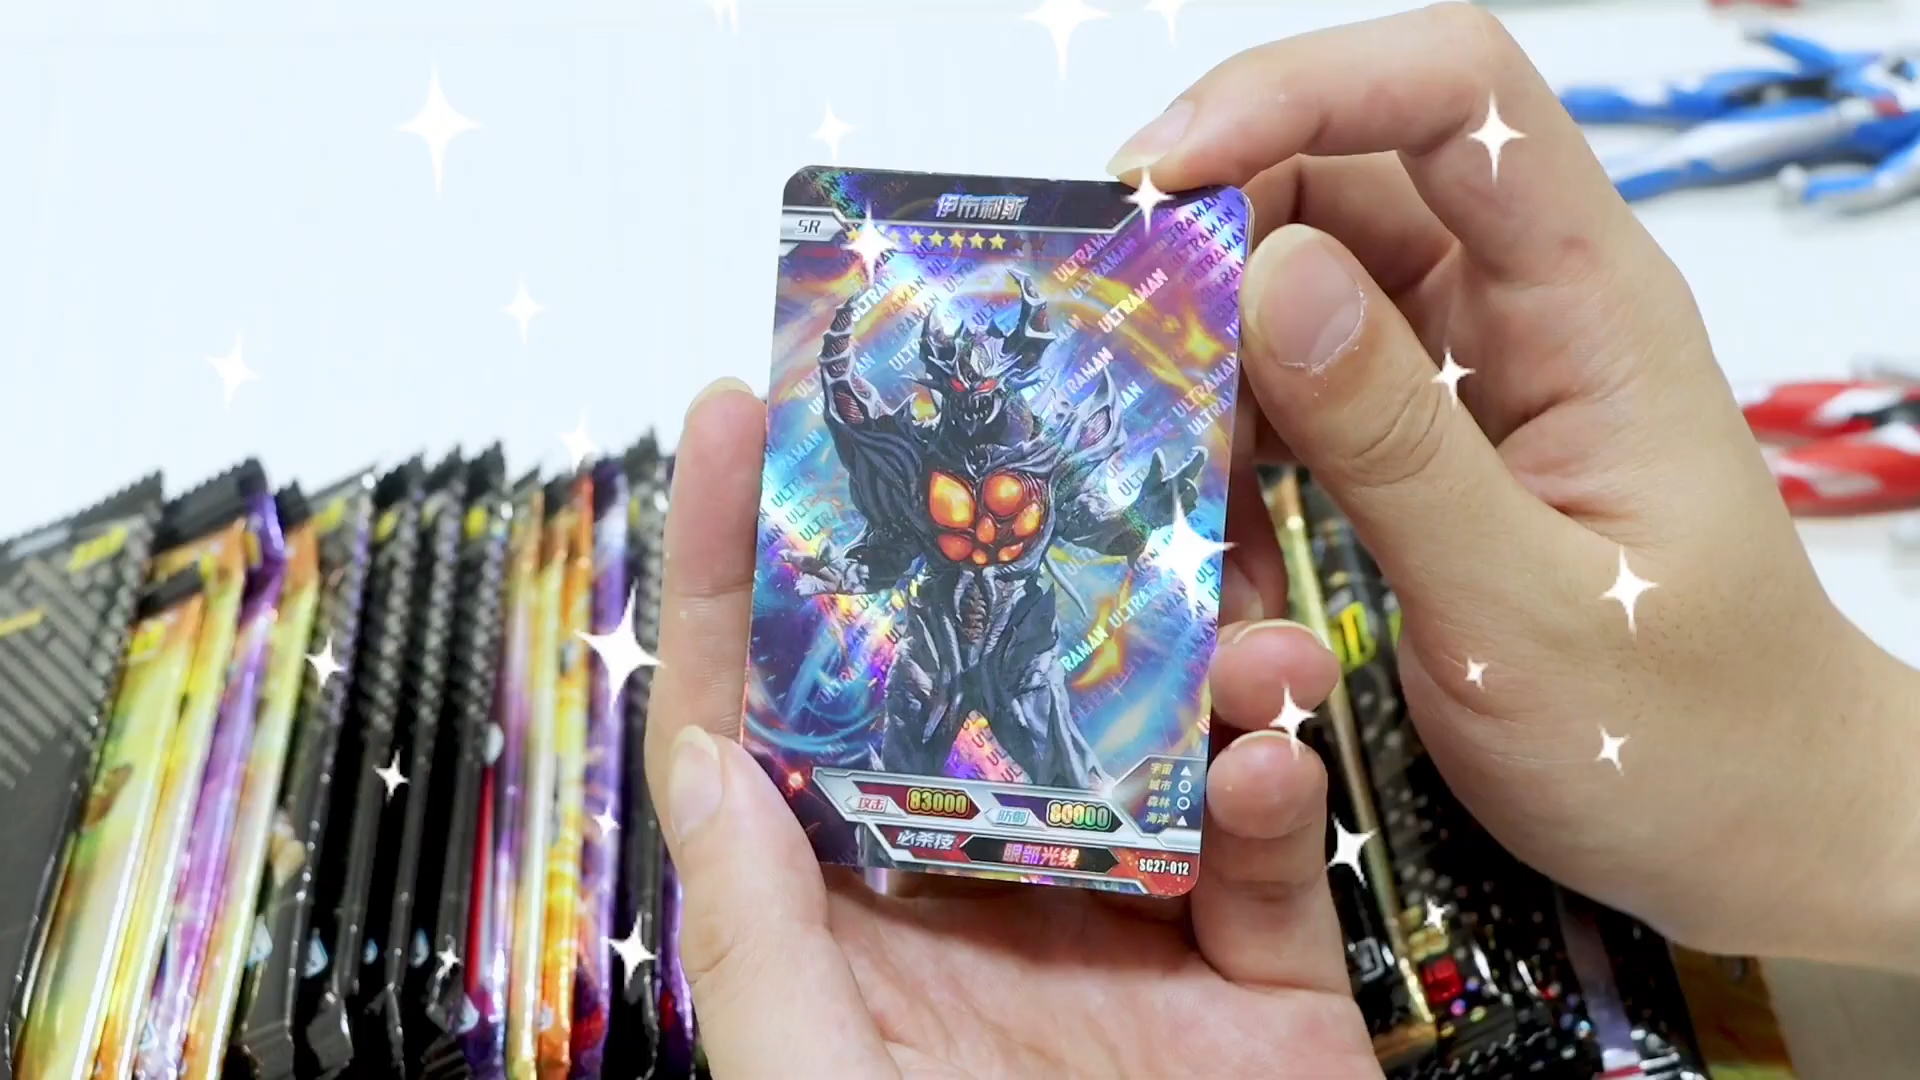 伊布利斯
SR
ULTRAMAN
宇宙 ▲
城市 ○
森林 ○
海洋 ▲
攻击 83000 防御 80000
必杀技 眼部光线
SC27-012